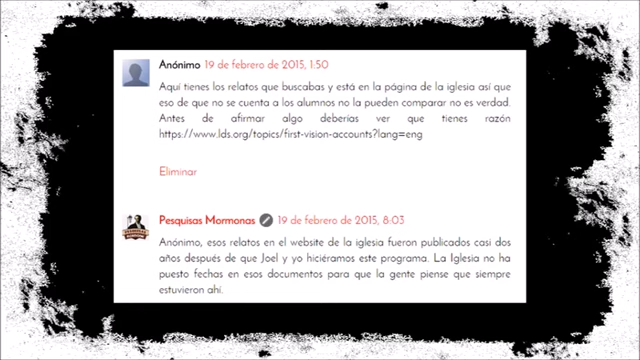 Anónimo 19 de febrero de 2015, 1:50
Aquí tienes los relatos que buscabas y está en la página de la iglesia así que
eso de que no se cuenta a los alumnos no la pueden comparar no es verdad.
Antes de afirmar algo deberías ver que tienes razón
https://www.lds.org/topics/first-vision-accounts?lang=eng
Eliminar
Pesquisas Mormonas 19 de febrero de 2015, 8:03
Anónimo, esos relatos en el website de la iglesia fueron publicados casi dos
años después de que Joel y yo hiciéramos este programa. La Iglesia no ha
puesto fechas en esos documentos para que la gente piense que siempre
estuvieron ahí.